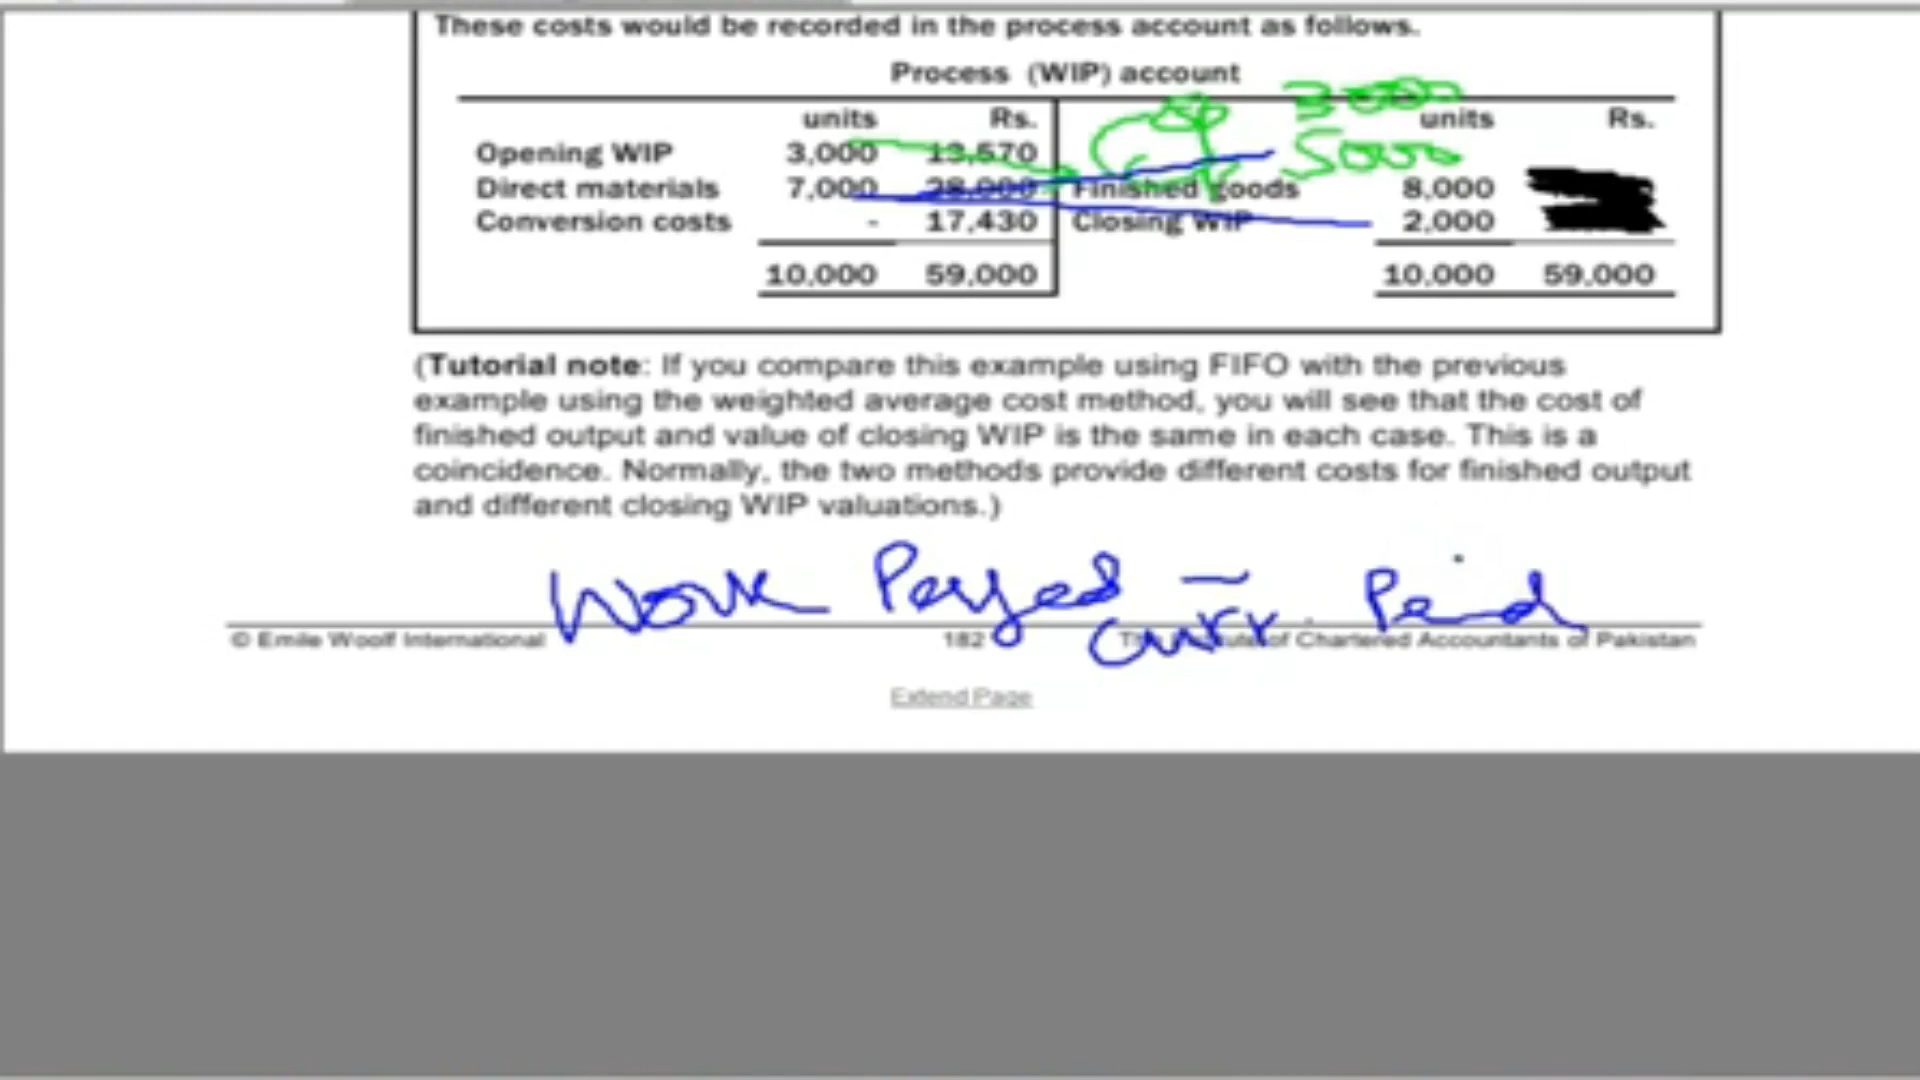 These costs would be recorded in the process account as follows.
Process (WIP) account
units Rs. units Rs.
3000
5000
Opening WIP 3,000 13,570
Direct materials 7,000 28,000 Finished goods 8,000
Conversion costs - 17,430 Closing WIP 2,000
10,000 59,000 10,000 59,000
(Tutorial note: If you compare this example using FIFO with the previous
example using the weighted average cost method, you will see that the cost of
finished output and value of closing WIP is the same in each case. This is a
coincidence. Normally, the two methods provide different costs for finished output
and different closing WIP valuations.)
Work - Curr.
© Emile Woolf International 182 of Chartered Accountants of Pakistan
Extend Page